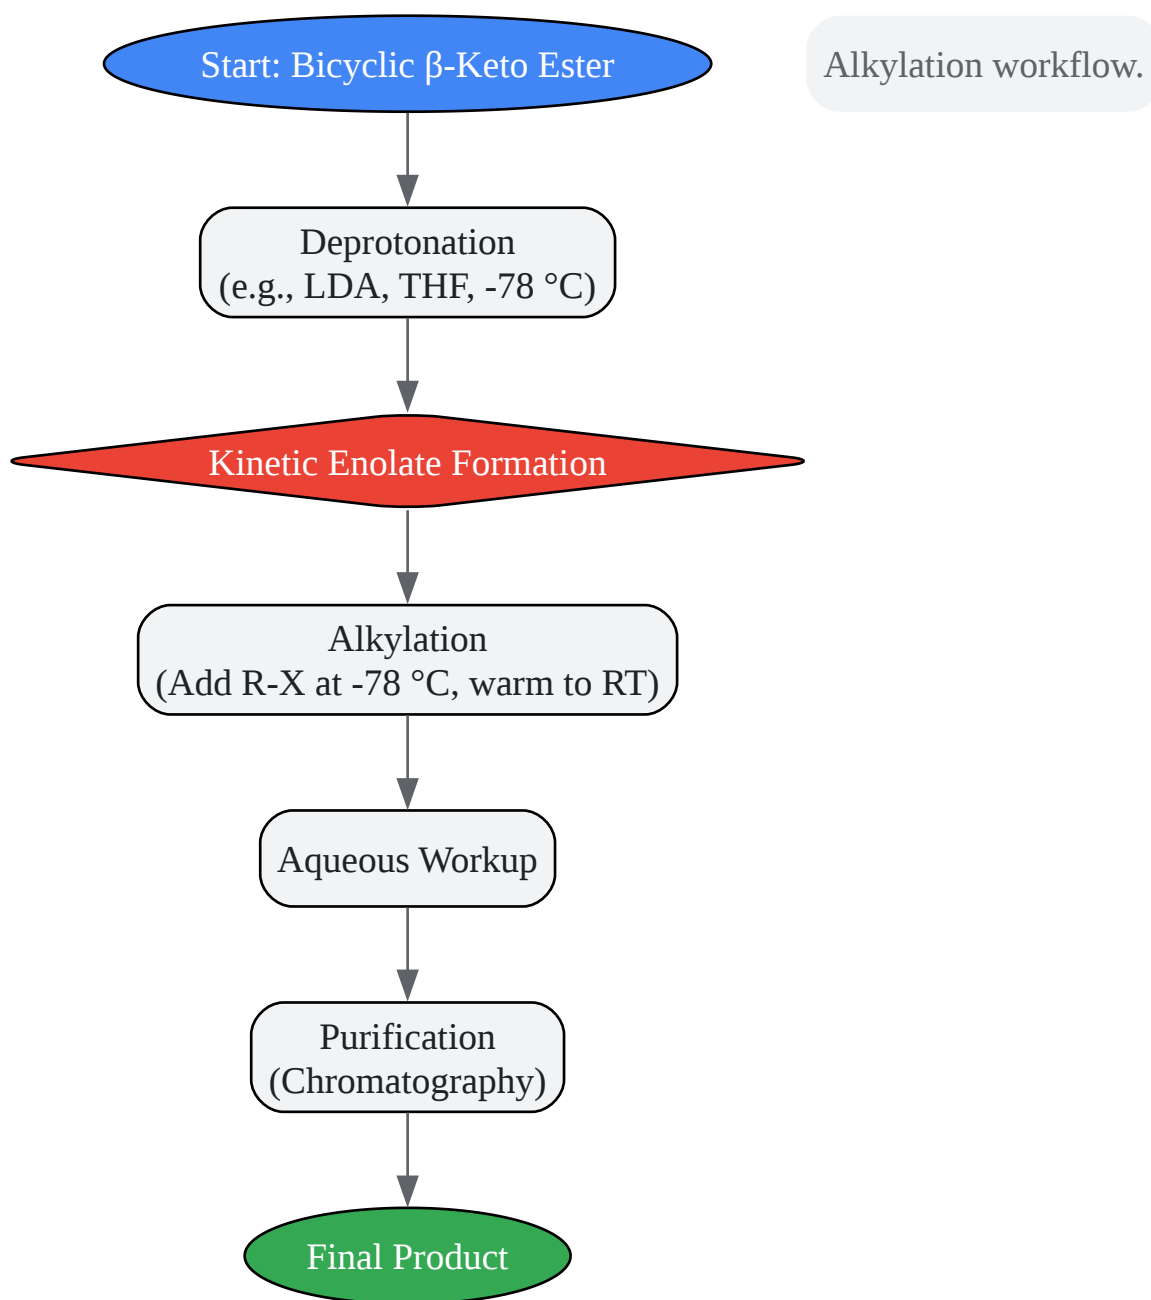 Start: Bicyclic β-Keto Ester
Alkylation workflow.
Deprotonation
(e.g., LDA, THF, -78 °C)
Kinetic Enolate Formation
Alkylation
(Add R-X at -78 °C, warm to RT)
Aqueous Workup
Purification
(Chromatography)
Final Product